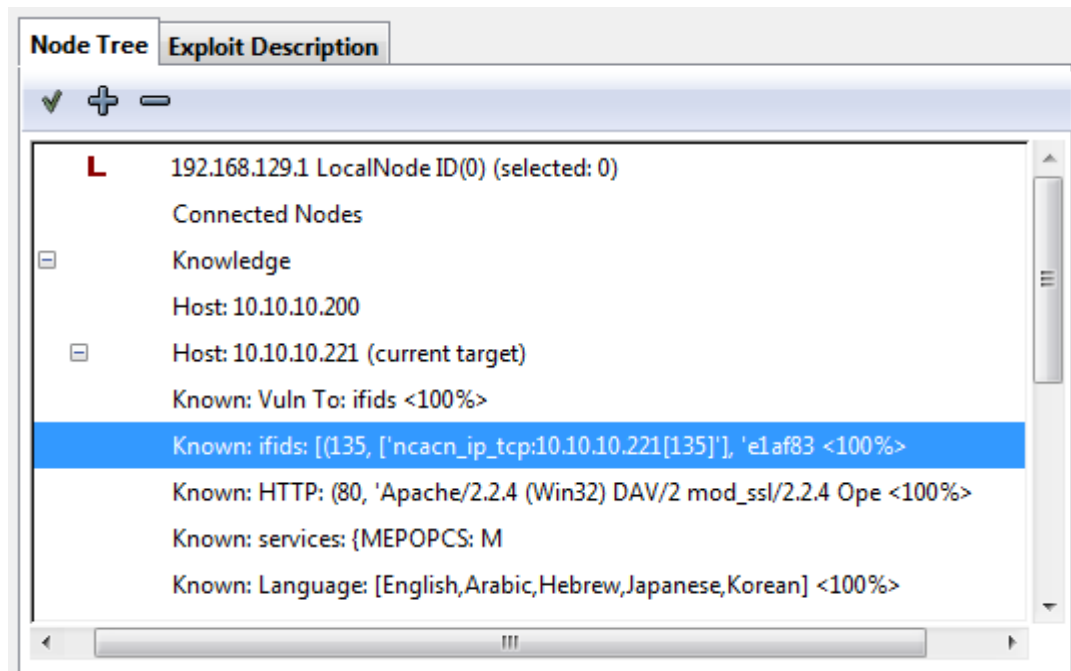 Node Tree Exploit Description
L 192.168.129.1 LocalNode ID(0) (selected: 0)
Connected Nodes
Knowledge
Host: 10.10.10.200
Host: 10.10.10.221 (current target)
Known: Vuln To: ifids <100%>
Known: ifids: [(135, ['ncacn_ip_tcp:10.10.10.221[135]'], 'e1af83 <100%>
Known: HTTP: (80, 'Apache/2.2.4 (Win32) DAV/2 mod_ssl/2.2.4 Ope <100%>
Known: services: {MEPOPCS: M
Known: Language: [English,Arabic,Hebrew,Japanese,Korean] <100%>